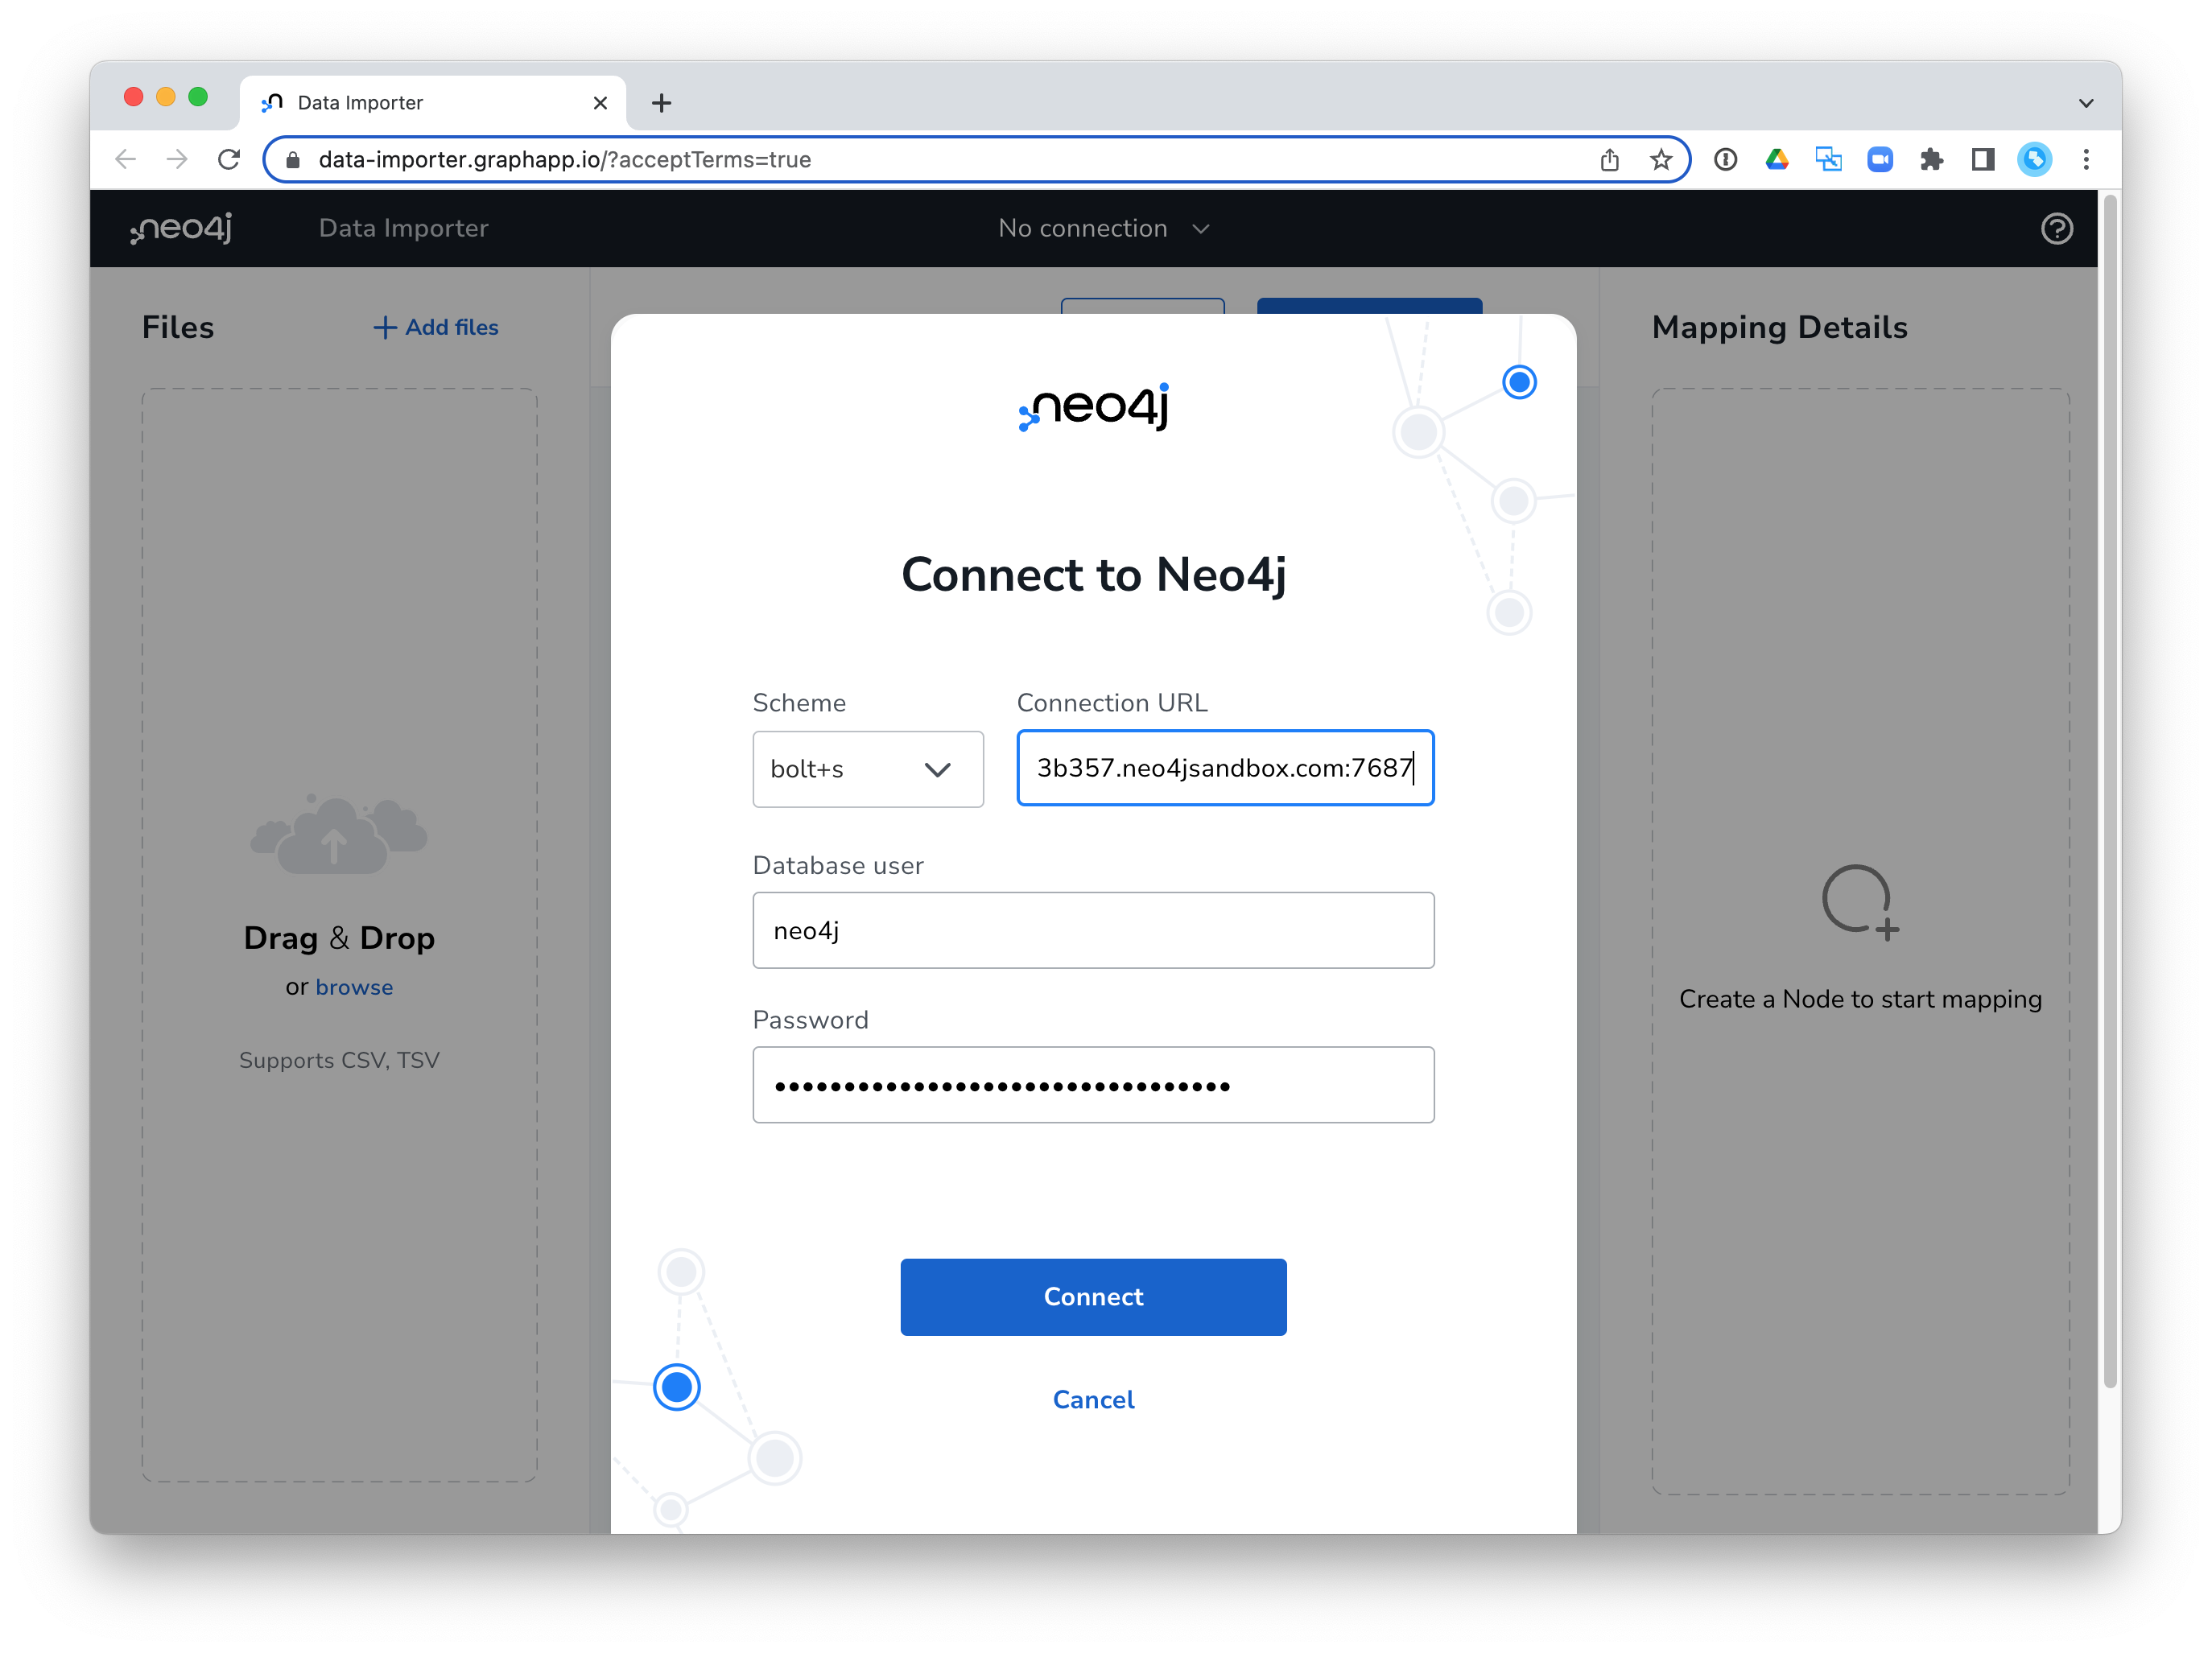 Data Importer
data-importer.graphapp.io/?acceptTerms=true
neo4j
Data Importer
No connection
Files
Add files
Mapping Details
neo4j
Connect to Neo4j
Scheme
Connection URL
bolt+s
3b357.neo4jsandbox.com:7687
Database user
neo4j
Password
Connect
Cancel
Drag & Drop
or browse
Supports CSV, TSV
Create a Node to start mapping